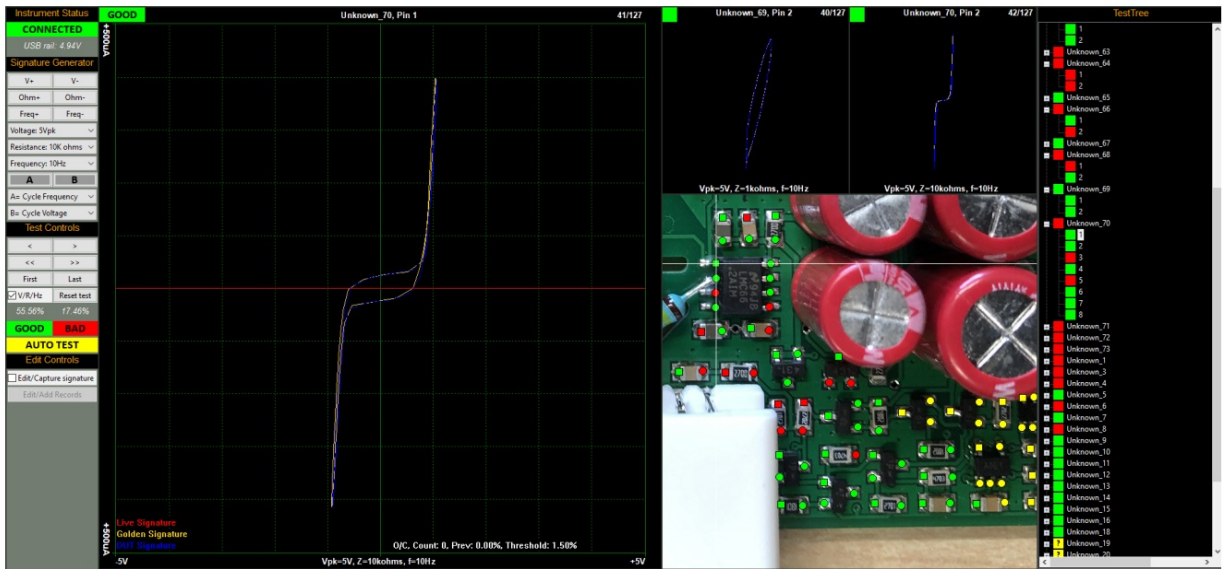 Instrument Status
CONNECTED
USB rail: 4.94V
Signature Generator
V+ V-
Ohm+ Ohm-
Freq+ Freq-
Voltage: 5Vpk
Resistance: 10K ohms
Frequency: 10Hz
A B
A= Cycle Frequency
B= Cycle Voltage
Test Controls
< >
<< >>
First Last
V/R/Hz Reset test
55.56% 17.46%
GOOD BAD
AUTO TEST
Edit Controls
Edit/Capture signature
Edit/Add Records
GOOD
Unknown_70, Pin 1
41/127
+500uA
+500uA
Live Signature
Golden Signature
DUT Signature
O/C, Count: 0, Prev: 0.00%, Threshold: 1.50%
-5V
Vpk=5V, Z=10kohms, f=10Hz
+5V
Unknown_69, Pin 2
40/127
Vpk=5V, Z=1kohms, f=10Hz
Unknown_70, Pin 2
42/127
Vpk=5V, Z=10kohms, f=10Hz
LMC66
2AIM
431
2701
TestTree
1
2
Unknown_63
Unknown_64
1
2
Unknown_65
Unknown_66
1
2
Unknown_67
Unknown_68
1
2
Unknown_69
1
2
Unknown_70
1
2
3
4
5
6
7
8
Unknown_71
Unknown_72
Unknown_73
Unknown_1
Unknown_3
Unknown_4
Unknown_5
Unknown_6
Unknown_7
Unknown_8
Unknown_9
Unknown_10
Unknown_11
Unknown_12
Unknown_13
Unknown_14
Unknown_15
Unknown_16
Unknown_18
? Unknown_19
? Unknown_20